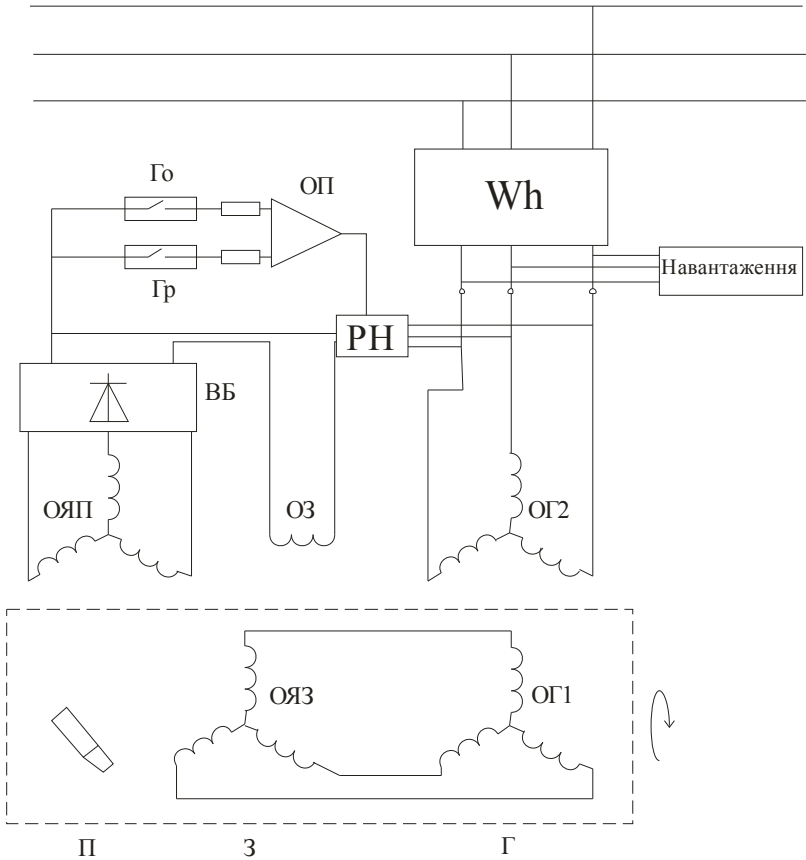 Го
ОП
Wh
Гр
Навантаження
РН
ВБ
ОЯП
ОЗ
ОГ2
ОЯЗ
ОГ1
П
З
Г